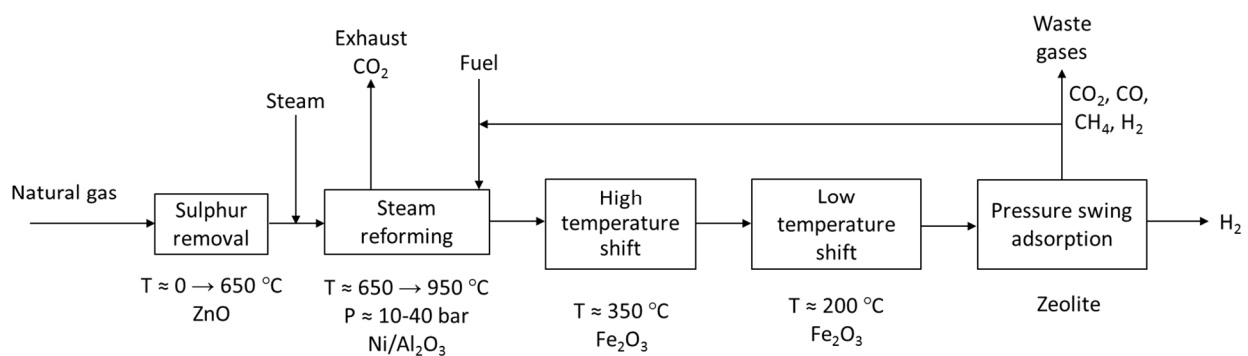 Waste
gases
Exhaust
CO₂
Fuel
CO₂, CO,
CH₄, H₂
Steam
Natural gas
Sulphur
removal
Steam
reforming
High
temperature
shift
Low
temperature
shift
Pressure swing
adsorption
H₂
T ≈ 0 → 650 °C
ZnO
T ≈ 650 → 950 °C
P ≈ 10-40 bar
Ni/Al₂O₃
T ≈ 350 °C
Fe₂O₃
T ≈ 200 °C
Fe₂O₃
Zeolite